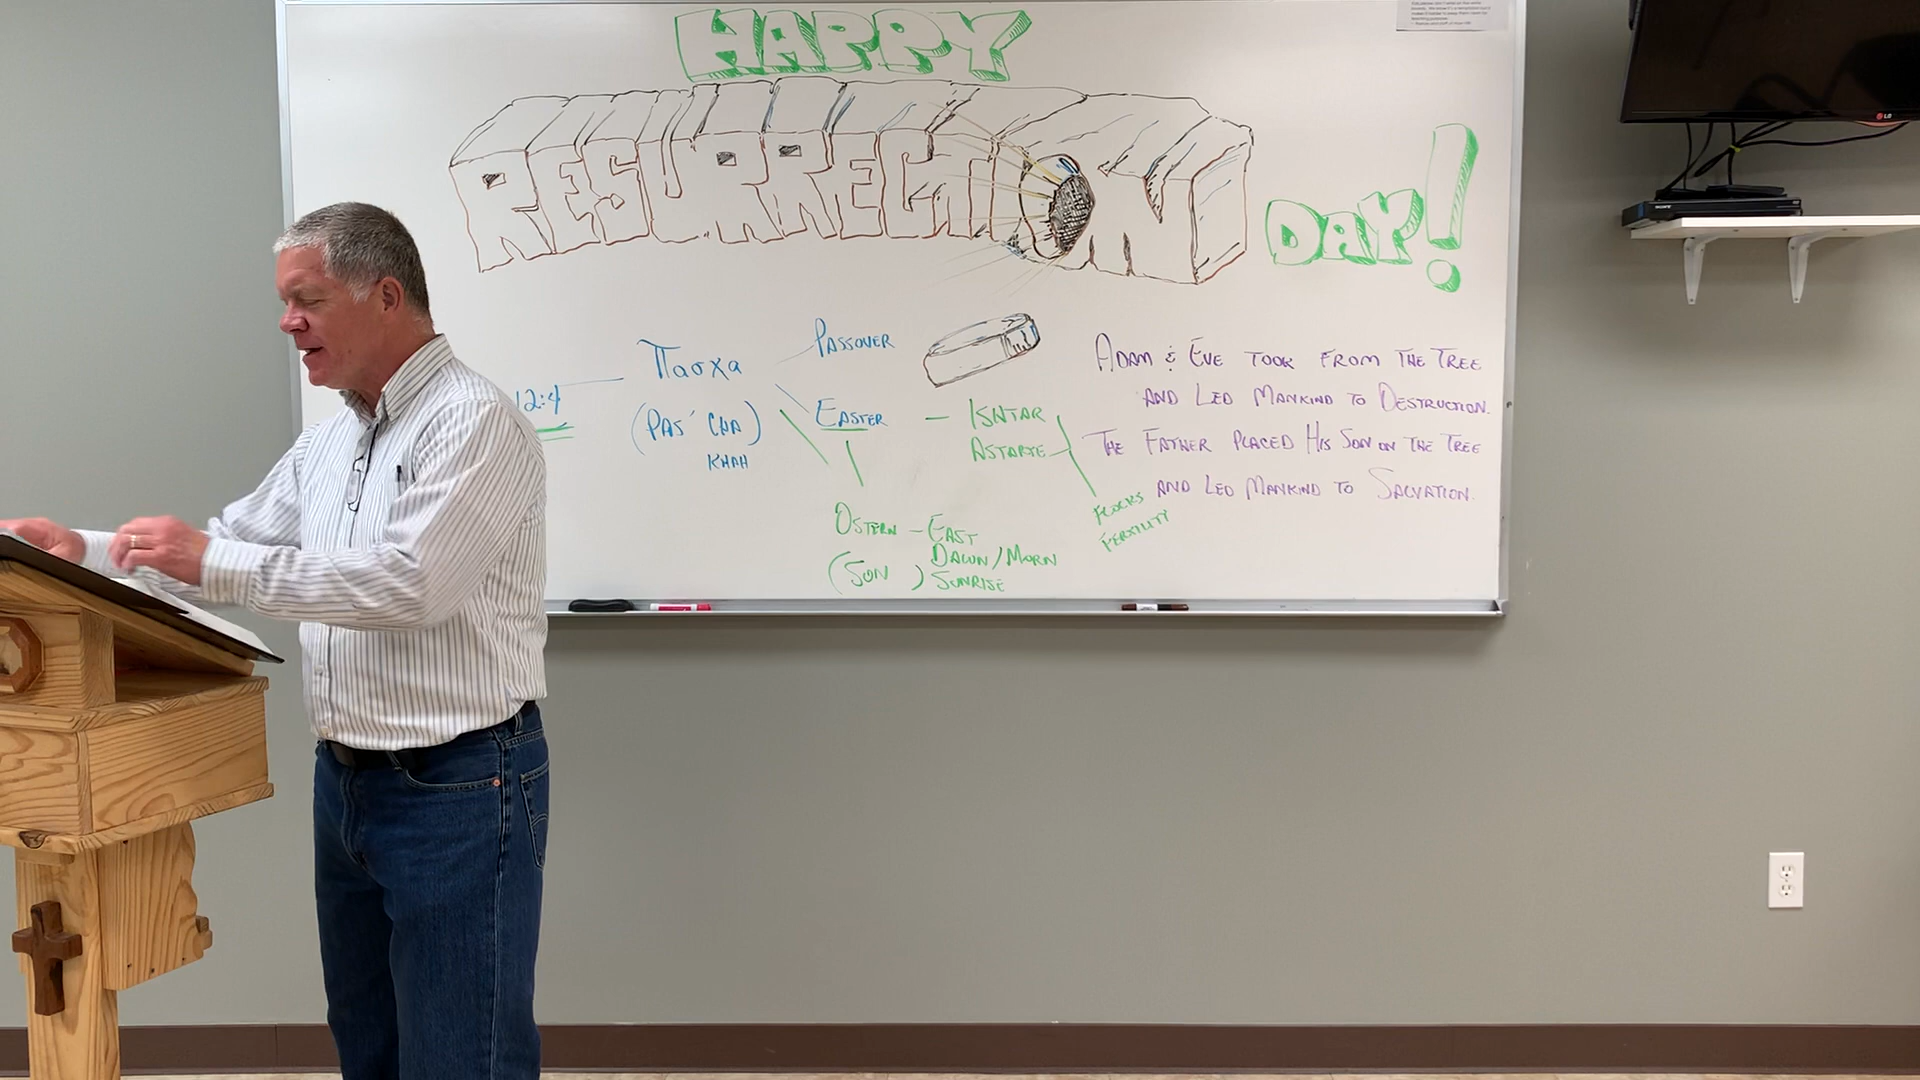 HAPPY
RESURRECTION
DAY!
12:4
Πασχα
(PAS' CHA)
KHAH
PASSOVER
EASTER - ISHTAR
ASTARTE
FLOCKS
FERTILITY
OSTERN - EAST
DAWN/MORN
(SON ) SUNRISE
ADAM & EVE TOOK FROM THE TREE
AND LED MANKIND TO DESTRUCTION.
THE FATHER PLACED HIS SON ON THE TREE
AND LED MANKIND TO SALVATION.
LG
SONY